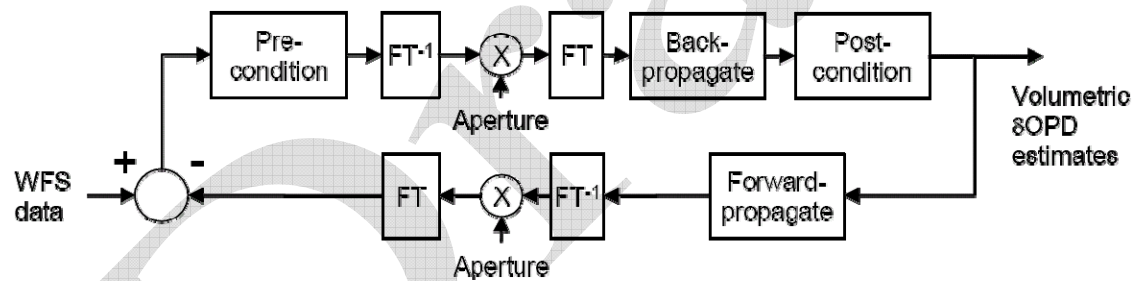 Pre-
condition
FT-1
X
FT
Back-
propagate
Post-
condition
Aperture
Volumetric
δOPD
estimates
+
-
WFS
data
FT
X
FT-1
Forward-
propagate
Aperture